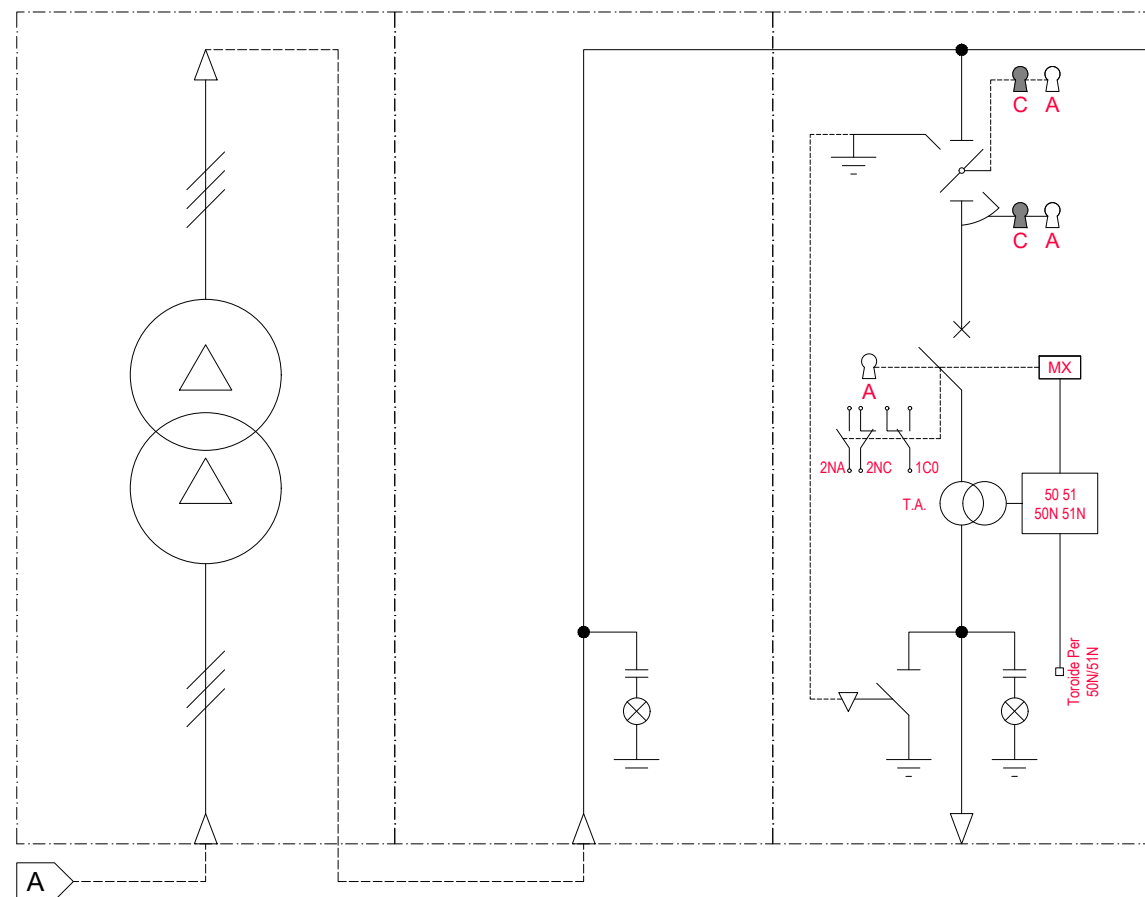 C A
C A
A
MX
2NA 2NC 1C0
T.A.
50 51
50N 51N
Toroide Per
50N/51N
A